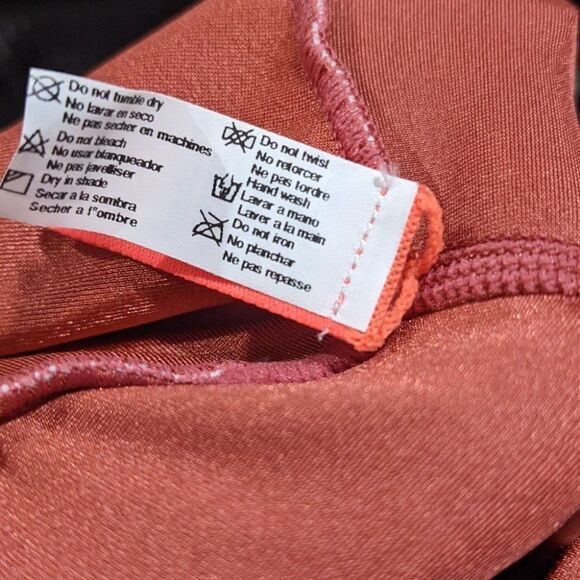 Do not tumble dry
No lavar en seco
Ne pas secher en machines
Do not bleach
No usar blanqueador
Ne pas javelliser
Dry in shade
Secar a la sombra
Secher a l"ombre
Do not twist
No retorcer
Ne pas tordre
Hand wash
Lavar a mano
Laver a la main
Do not iron
No planchar
Ne pas repasse